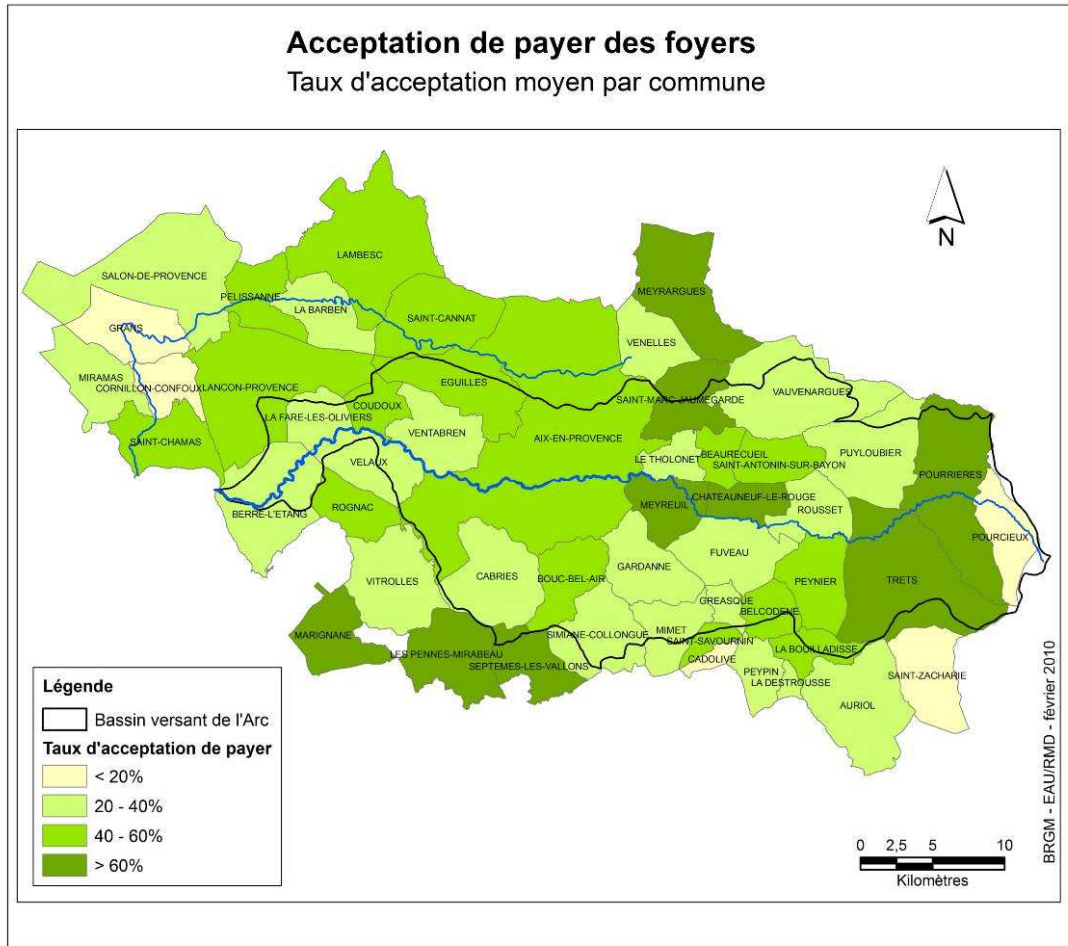 Acceptation de payer des foyers
Taux d'acceptation moyen par commune
N
LAMBESC
SALON-DE-PROVENCE
PELISSANNE
LA BARBEN
MEYRARGUES
SAINT-CANNAT
GRANS
VENELLES
MIRAMAS
CORNILLON-CONFOUX
LANCON-PROVENCE
EGUILLES
VAUVENARGUES
SAINT-MARC-JAUMEGARDE
COUDOUX
LA FARE-LES-OLIVIERS
SAINT-CHAMAS
VENTABREN
AIX-EN-PROVENCE
LE THOLONET
BEAURECUEIL
SAINT-ANTONIN-SUR-BAYON
PUYLOUBIER
VELAUX
POURRIERES
MEYREUIL
CHATEAUNEUF-LE-ROUGE
ROUSSET
BERRE-L'ETANG
ROGNAC
POURCIEUX
FUVEAU
VITROLLES
CABRIES
BOUC-BEL-AIR
GARDANNE
PEYNIER
TRETS
GREASQUE
BELCODENE
MARIGNANE
SIMIANE-COLLONGUE
MIMET
SAINT-SAVOURNIN
LES PENNES-MIRABEAU
SEPTEMES-LES-VALLONS
CADOLIVE
LA BOUILLADISSE
PEYPIN
LA DESTROUSSE
SAINT-ZACHARIE
AURIOL
Légende
Bassin versant de l'Arc
Taux d'acceptation de payer
< 20%
20 - 40%
40 - 60%
> 60%
0 2,5 5 10
Kilomètres
BRGM - EAU/RMD - février 2010